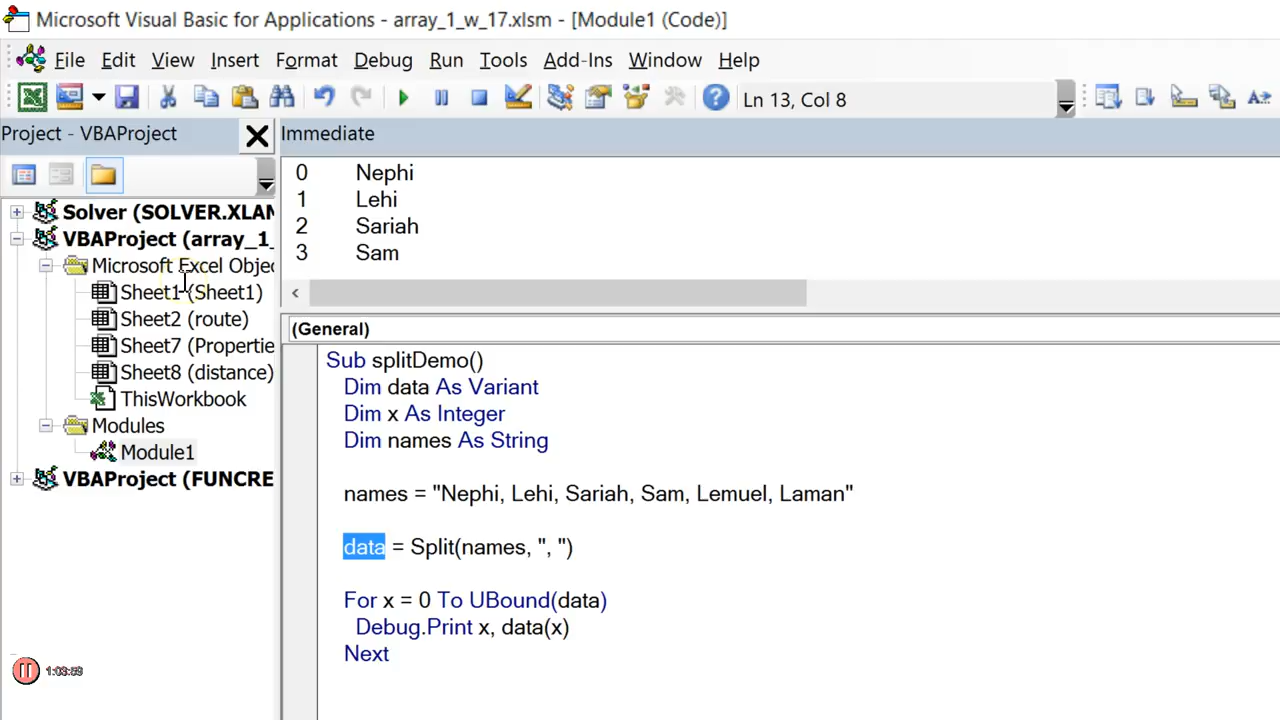 Microsoft Visual Basic for Applications - array_1_w_17.xlsm - [Module1 (Code)]
File Edit View Insert Format Debug Run Tools Add-Ins Window Help
Ln 13, Col 8
Project - VBAProject
Immediate
0 Nephi
1 Lehi
2 Sariah
3 Sam
Solver (SOLVER.XLAM
VBAProject (array_1_
Microsoft Excel Objec
Sheet1 (Sheet1)
Sheet2 (route)
Sheet7 (Propertie
Sheet8 (distance)
ThisWorkbook
Modules
Module1
VBAProject (FUNCRE
(General)
Sub splitDemo()
Dim data As Variant
Dim x As Integer
Dim names As String
names = "Nephi, Lehi, Sariah, Sam, Lemuel, Laman"
data = Split(names, ", ")
For x = 0 To UBound(data)
Debug.Print x, data(x)
Next
1:03:59